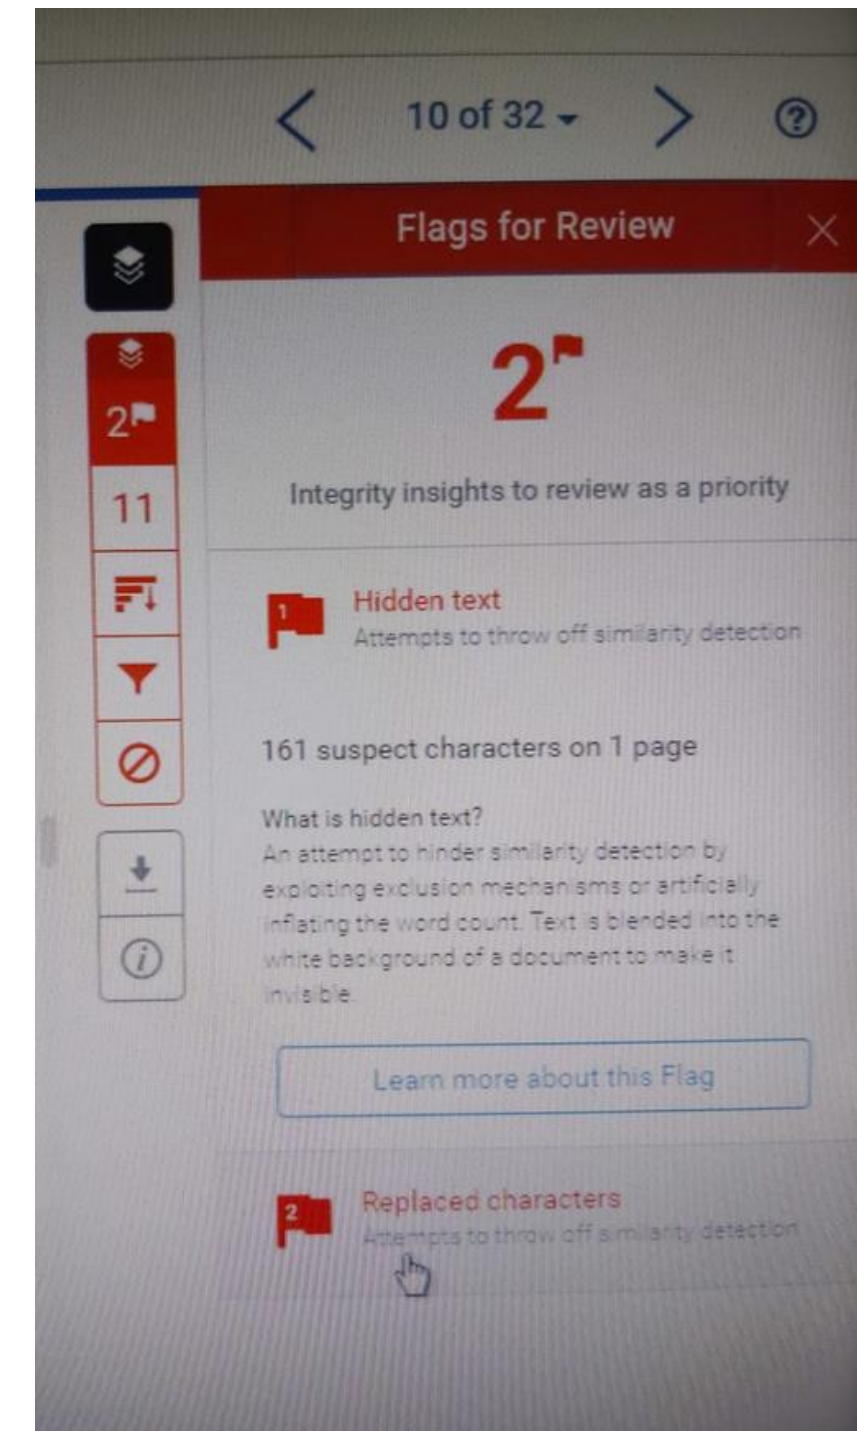 10 of 32
Flags for Review
2
2
11
Integrity insights to review as a priority
1
Hidden text
Attempts to throw off similarity detection
161 suspect characters on 1 page
What is hidden text?
An attempt to hinder similarity detection by
exploiting exclusion mechanisms or artificially
inflating the word count. Text is blended into the
white background of a document to make it
invisible.
Learn more about this Flag
2
Replaced characters
Attempts to throw off similarity detection